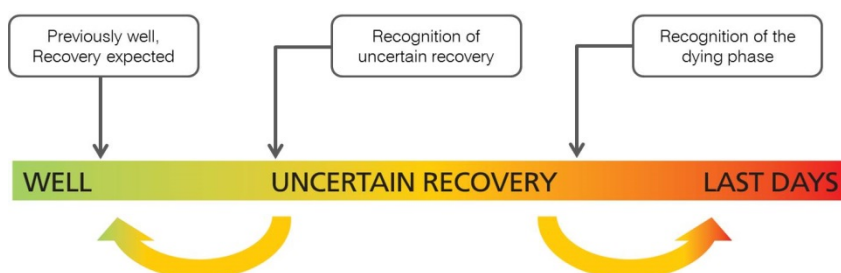 Previously well,
Recovery expected
Recognition of
uncertain recovery
Recognition of the
dying phase
WELL
UNCERTAIN RECOVERY
LAST DAYS